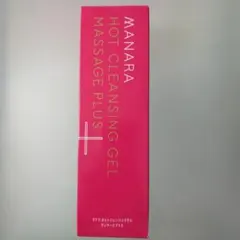 MANARA
HOT CLEANSING GEL
MASSAGE PLUS
+